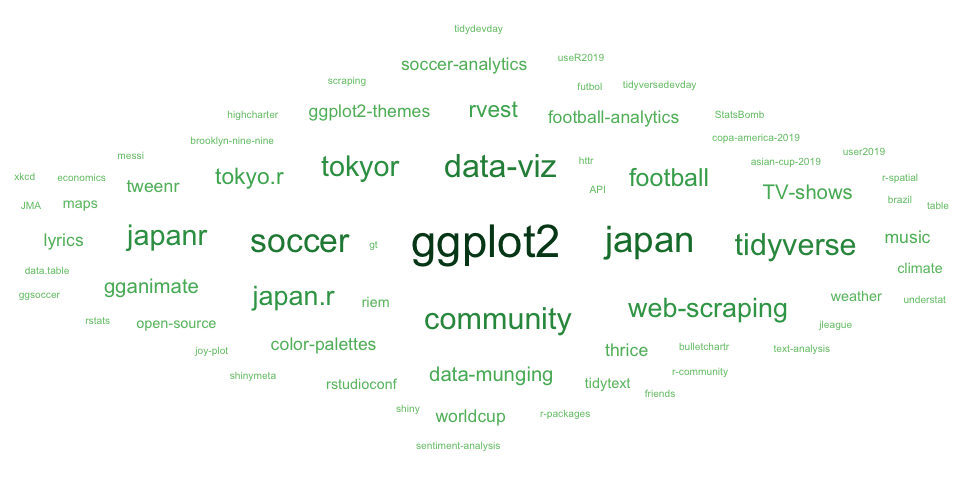 tidydevday
soccer-analytics
useR2019
scraping
futbol
tidyversedevday
highcharter
ggplot2-themes
rvest
football-analytics
StatsBomb
brooklyn-nine-nine
copa-america-2019
messi
tokyor
data-viz
httr
asian-cup-2019
user2019
xkcd
economics
tweenr
tokyo.r
API
football
TV-shows
r-spatial
JMA
maps
brazil
table
lyrics
japanr
soccer
gt
ggplot2
japan
tidyverse
music
data.table
climate
ggsoccer
gganimate
japan.r
riem
web-scraping
weather
understat
rstats
open-source
community
jleague
joy-plot
color-palettes
thrice
bulletchartr
text-analysis
shinymeta
rstudioconf
data-munging
tidytext
r-community
friends
shiny
worldcup
r-packages
sentiment-analysis